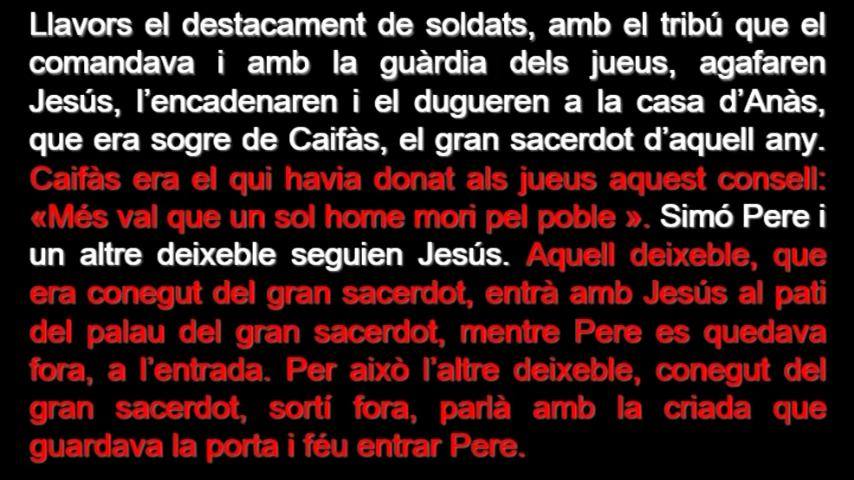 Llavors el destacament de soldats, amb el tribú que el
comandava i amb la guàrdia dels jueus, agafaren
Jesús, l’encadenaren i el dugueren a la casa d’Anàs,
que era sogre de Caifàs, el gran sacerdot d’aquell any.
Caifàs era el qui havia donat als jueus aquest consell:
«Més val que un sol home mori pel poble ». Simó Pere i
un altre deixeble seguien Jesús. Aquell deixeble, que
era conegut del gran sacerdot, entrà amb Jesús al pati
del palau del gran sacerdot, mentre Pere es quedava
fora, a l’entrada. Per això l’altre deixeble, conegut del
gran sacerdot, sortí fora, parlà amb la criada que
guardava la porta i féu entrar Pere.